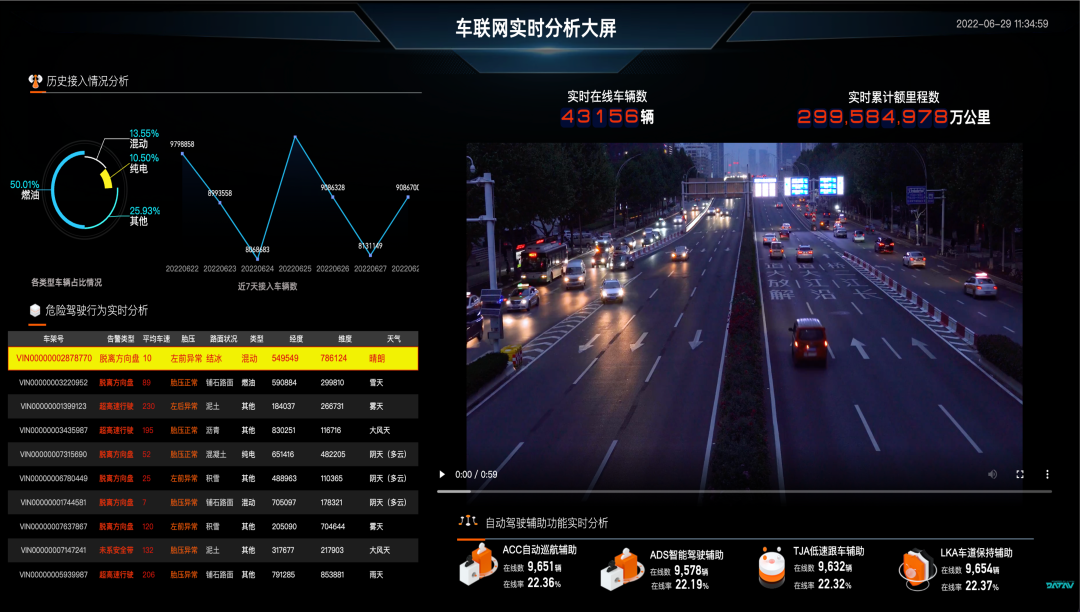 车联网实时分析大屏
2022-06-29 11:34:59
历史接入情况分析
13.55%
混动
10.50%
纯电
50.01%
燃油
25.93%
其他
各类型车辆占比情况
9798858
8993558
8068683
9086328
8131149
908670
20220622 20220623 20220624 20220625 20220626 20220627 2022062
近7天接入车辆数
危险驾驶行为实时分析
车架号 告警类型 平均车速 胎压 路面状况 类型 经度 维度 天气
VIN00000002878770 脱离方向盘 10 左前异常 结冰 混动 549549 786124 晴朗
VIN00000003220952 脱离方向盘 89 胎压正常 铺石路面 燃油 590884 299810 雪天
VIN00000001399123 超高速行驶 230 左后异常 泥土 其他 184037 266731 雾天
VIN00000003435987 超高速行驶 195 胎压正常 沥青 其他 830251 116716 大风天
VIN00000007315690 脱离方向盘 52 胎压正常 混凝土 纯电 651416 482205 阴天（多云）
VIN00000006780449 脱离方向盘 25 左前异常 积雪 其他 488963 110365 阴天（多云）
VIN00000001744581 脱离方向盘 7 胎压异常 铺石路面 混动 705097 178321 阴天（多云）
VIN00000007637867 脱离方向盘 120 左前异常 积雪 其他 205090 704644 雾天
VIN00000007147241 未系安全带 132 胎压异常 泥土 其他 317677 217903 大风天
VIN00000005939987 超高速行驶 206 胎压异常 铺石路面 其他 791285 853881 雨天
实时在线车辆数
43156辆
实时累计额里程数
299,584,978万公里
0:00 / 0:59
自动驾驶辅助功能实时分析
ACC自动巡航辅助
在线数 9,651辆
在线率 22.36%
ADS智能驾驶辅助
在线数 9,578辆
在线率 22.19%
TJA低速跟车辅助
在线数 9,632辆
在线率 22.32%
LKA车道保持辅助
在线数 9,654辆
在线率 22.37%
DATAV